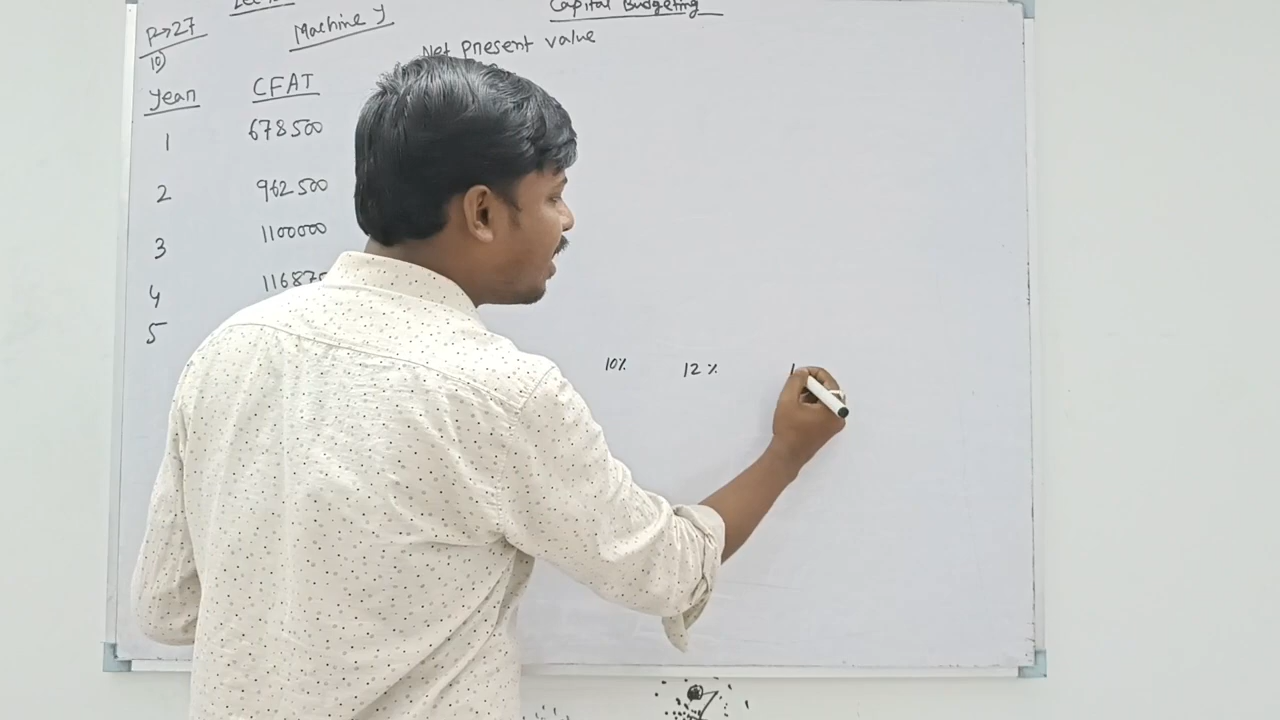 Capital Budgeting
P→27 Machine y
10)
Net present value
year CFAT
1 678500
2 962500
3 1100000
4 11687
5
10% 12%